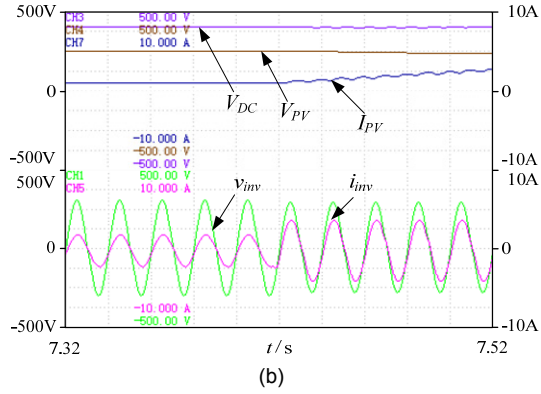 500V
CH3 500.00 V
CH4 500.00 V
CH7 10.000 A
10A
0
0
V_DC
V_PV
I_PV
-10.000 A
-500.00 V
-500.00 V
-500V
-10A
500V
CH1 500.00 V
CH5 10.000 A
10A
v_inv
i_inv
0
0
-10.000 A
-500.00 V
-500V
-10A
7.32
t / s
7.52
(b)